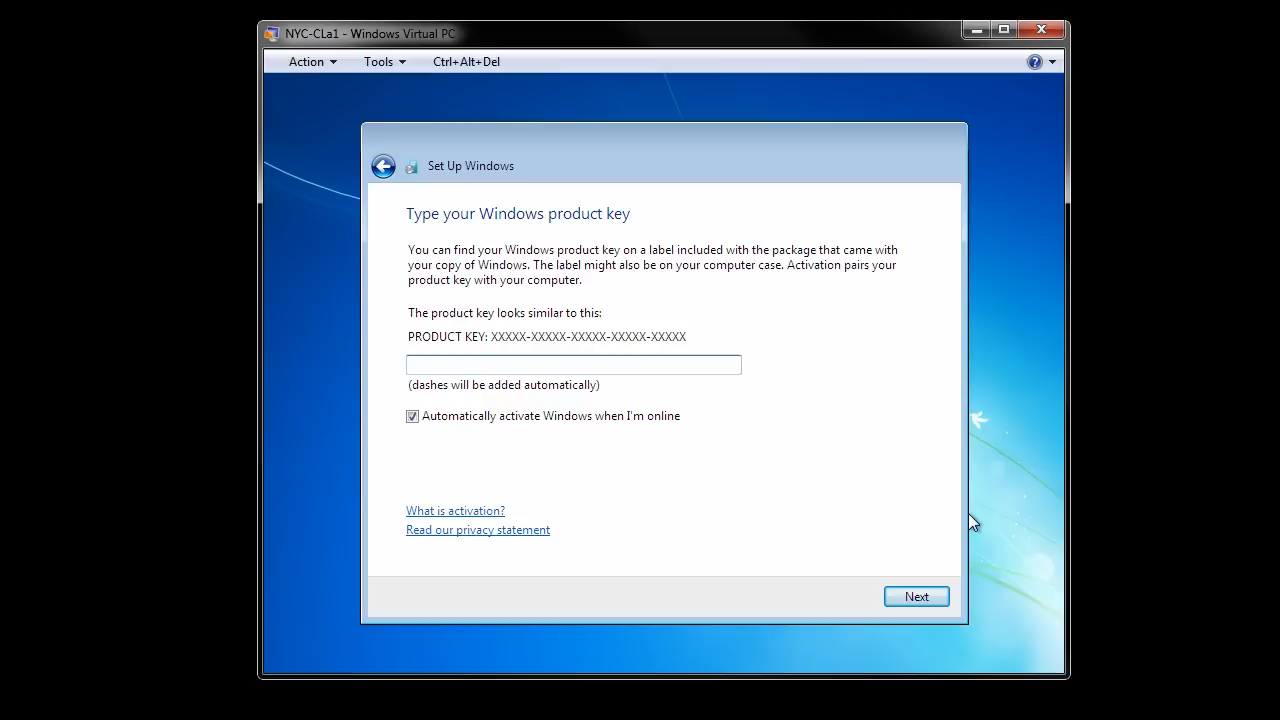 NYC-CLa1 - Windows Virtual PC
Action Tools Ctrl+Alt+Del
Set Up Windows
Type your Windows product key
You can find your Windows product key on a label included with the package that came with
your copy of Windows. The label might also be on your computer case. Activation pairs your
product key with your computer.
The product key looks similar to this:
PRODUCT KEY: XXXXX-XXXXX-XXXXX-XXXXX-XXXXX
(dashes will be added automatically)
Automatically activate Windows when I'm online
What is activation?
Read our privacy statement
Next